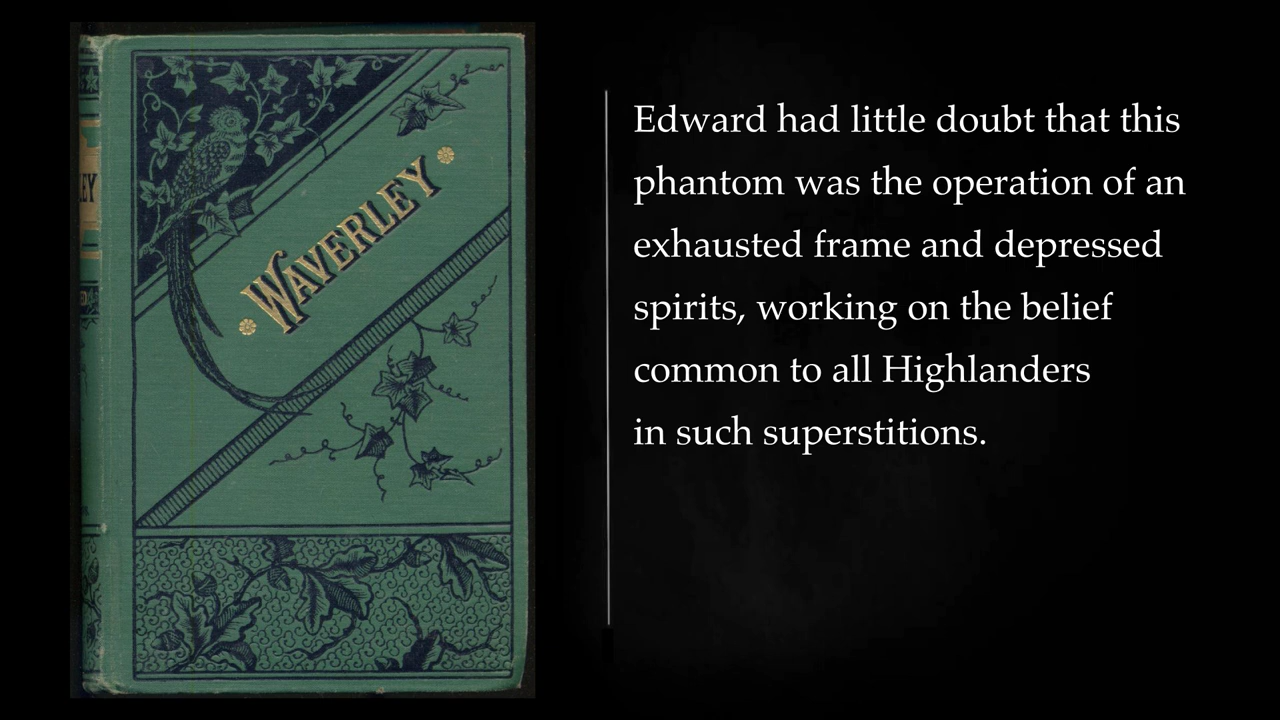 WAVERLEY
EY
Edward had little doubt that this
phantom was the operation of an
exhausted frame and depressed
spirits, working on the belief
common to all Highlanders
in such superstitions.